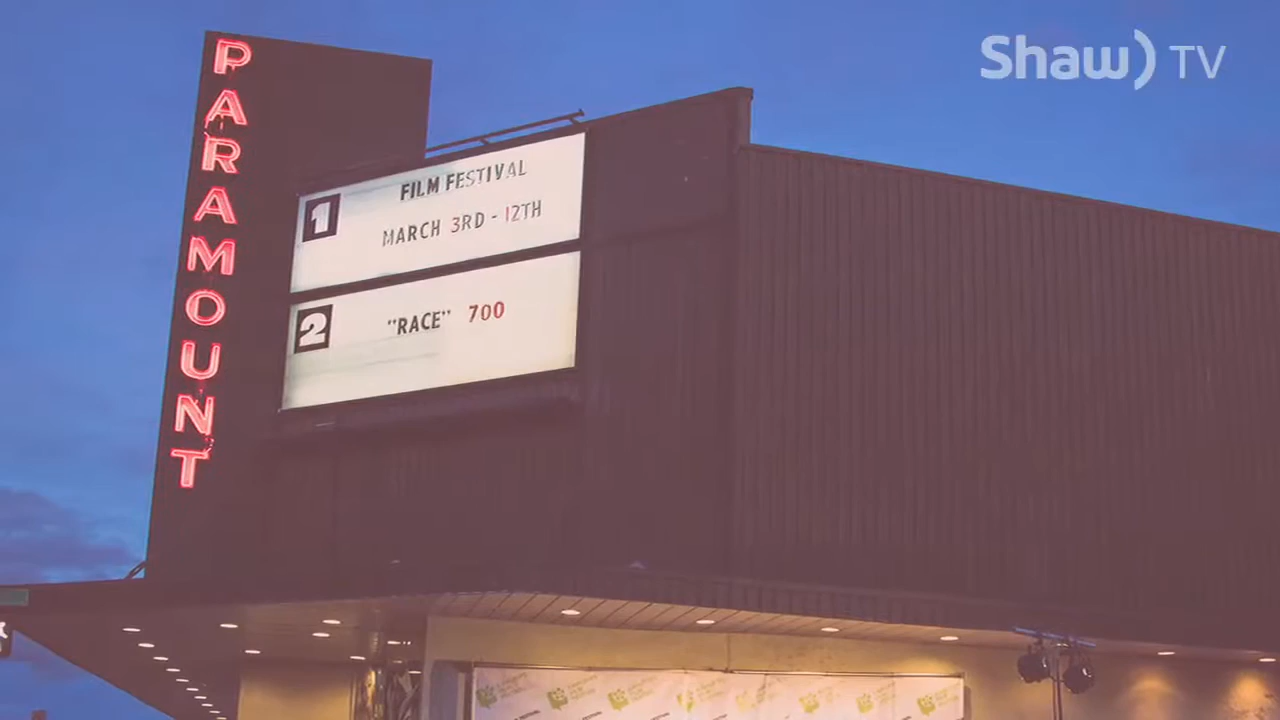 Shaw) TV
PARAMOUNT
1
FILM FESTIVAL
MARCH 3RD - 12TH
2
"RACE" 700